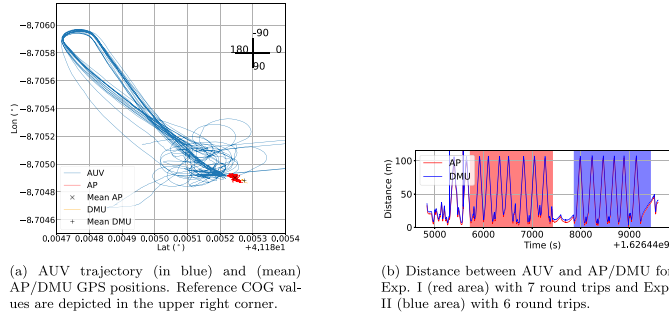 −8,7060
−8,7058
−8,7056
−8,7054
−8,7052
−8,7050
−8,7048
−8,7046
Lon (°)
-90
180
0
90
AUV
AP
Mean AP
DMU
Mean DMU
0,0047 0,0048 0,0049 0,0050 0,0051 0,0052 0,0053 0,0054
Lat (°)
+4,118e1
(a) AUV trajectory (in blue) and (mean)
AP/DMU GPS positions. Reference COG val-
ues are depicted in the upper right corner.
100
50
0
Distance (m)
AP
DMU
5000 6000 7000 8000 9000
Time (s)
+1.62644e9
(b) Distance between AUV and AP/DMU for
Exp. I (red area) with 7 round trips and Exp.
II (blue area) with 6 round trips.